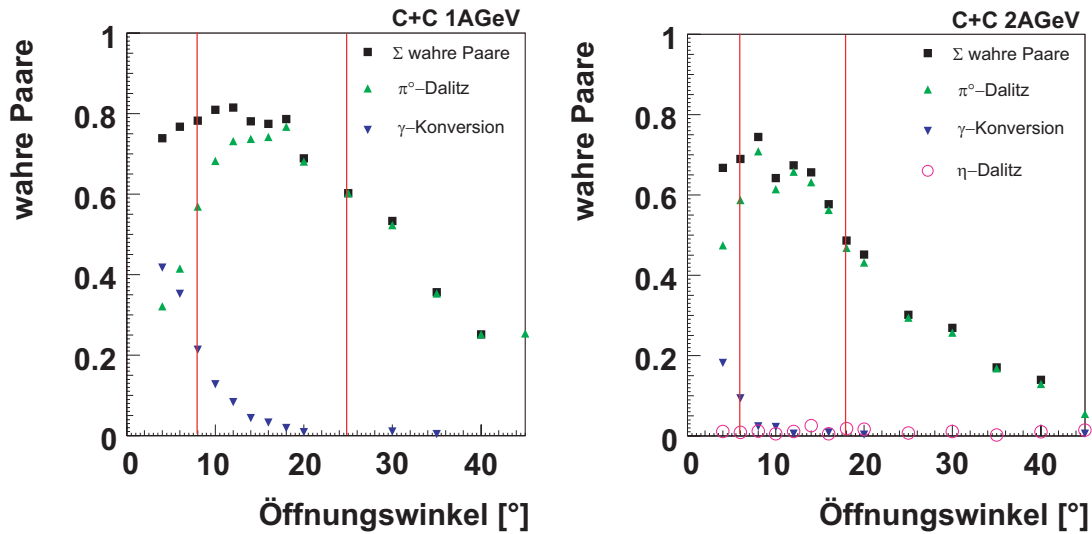 C+C 1AGeV
wahre Paare
1
0.8
0.6
0.4
0.2
0
0 10 20 30 40
Öffnungswinkel [°]
Σ wahre Paare
π°–Dalitz
γ–Konversion
C+C 2AGeV
wahre Paare
1
0.8
0.6
0.4
0.2
0
0 10 20 30 40
Öffnungswinkel [°]
Σ wahre Paare
π°–Dalitz
γ–Konversion
η–Dalitz